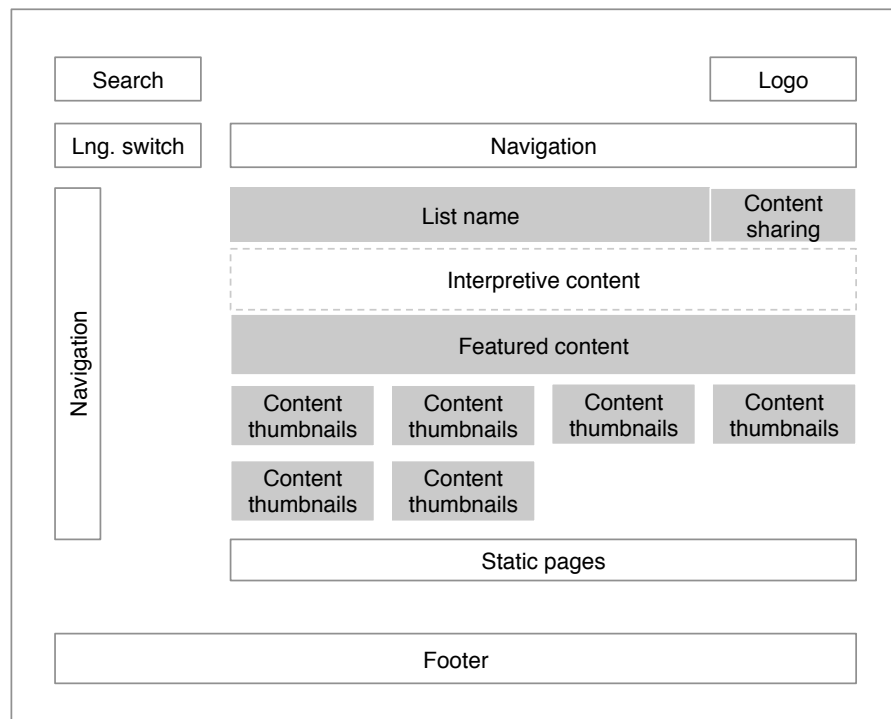 Search
Logo
Lng. switch
Navigation
Navigation
List name
Content
sharing
Interpretive content
Featured content
Content
thumbnails
Content
thumbnails
Content
thumbnails
Content
thumbnails
Content
thumbnails
Content
thumbnails
Static pages
Footer